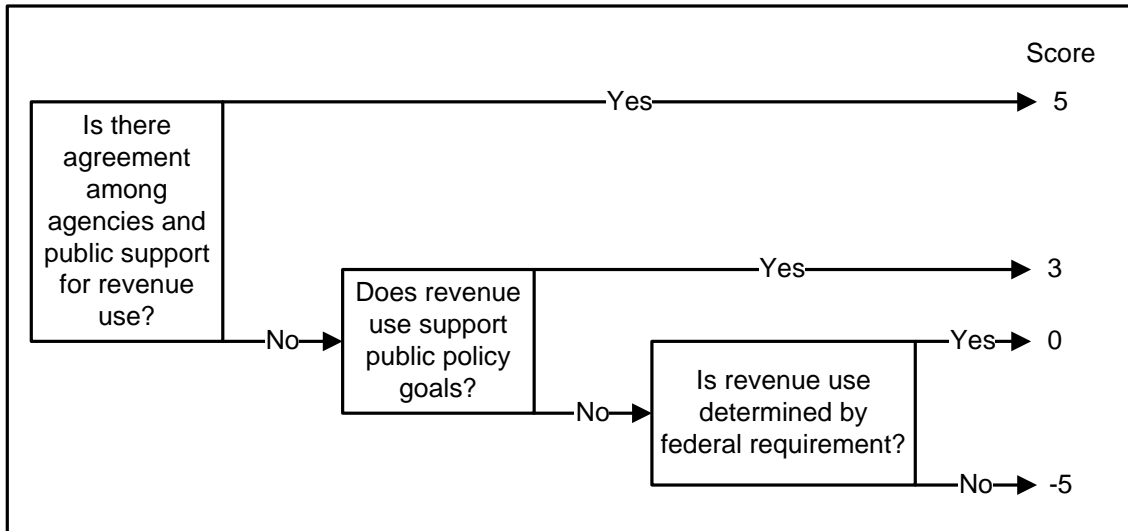 Score
Yes
5
Is there
agreement
among
agencies and
public support
for revenue
use?
Yes
3
No
Does revenue
use support
public policy
goals?
Yes
0
No
Is revenue use
determined by
federal requirement?
No
-5